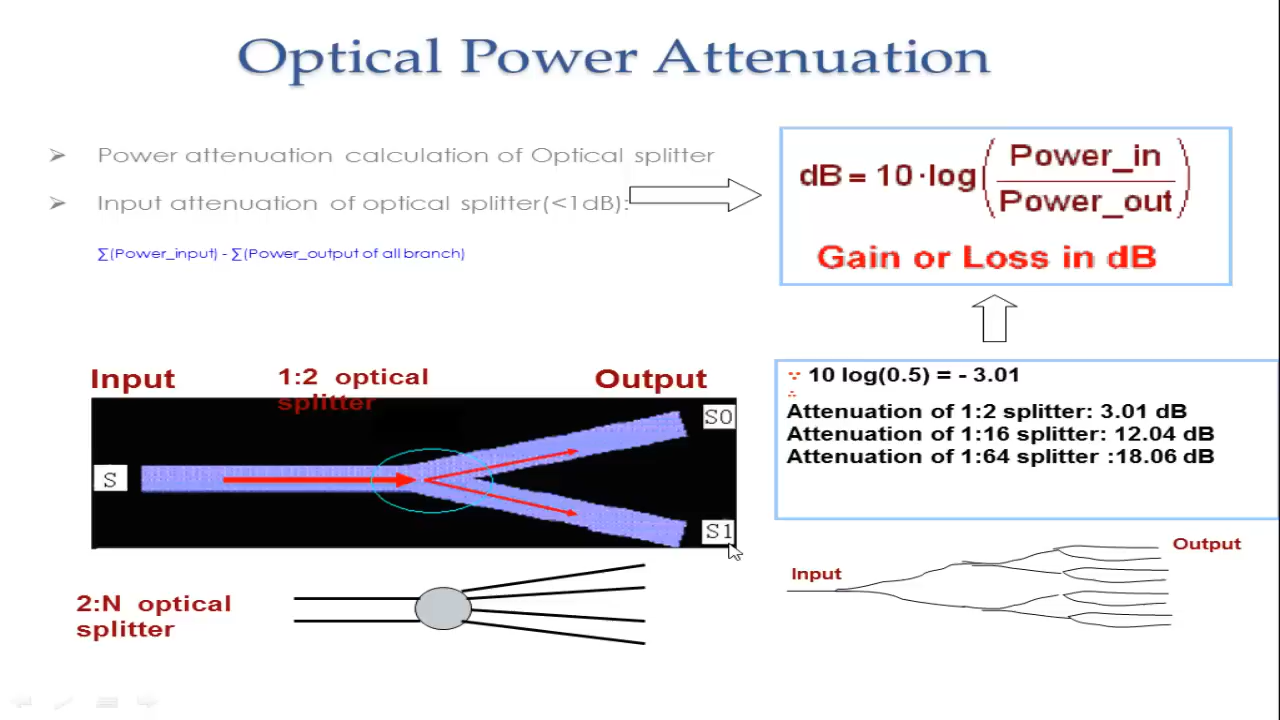 Optical Power Attenuation
➢ Power attenuation calculation of Optical splitter
➢ Input attenuation of optical splitter(<1dB):
∑(Power_input) - ∑(Power_output of all branch)
dB = 10 ·log(Power_in / Power_out)
Gain or Loss in dB
∵ 10 log(0.5) = - 3.01
∴
Attenuation of 1:2 splitter: 3.01 dB
Attenuation of 1:16 splitter: 12.04 dB
Attenuation of 1:64 splitter :18.06 dB
Input
1:2 optical
splitter
Output
S
S0
S1
2:N optical
splitter
Input
Output